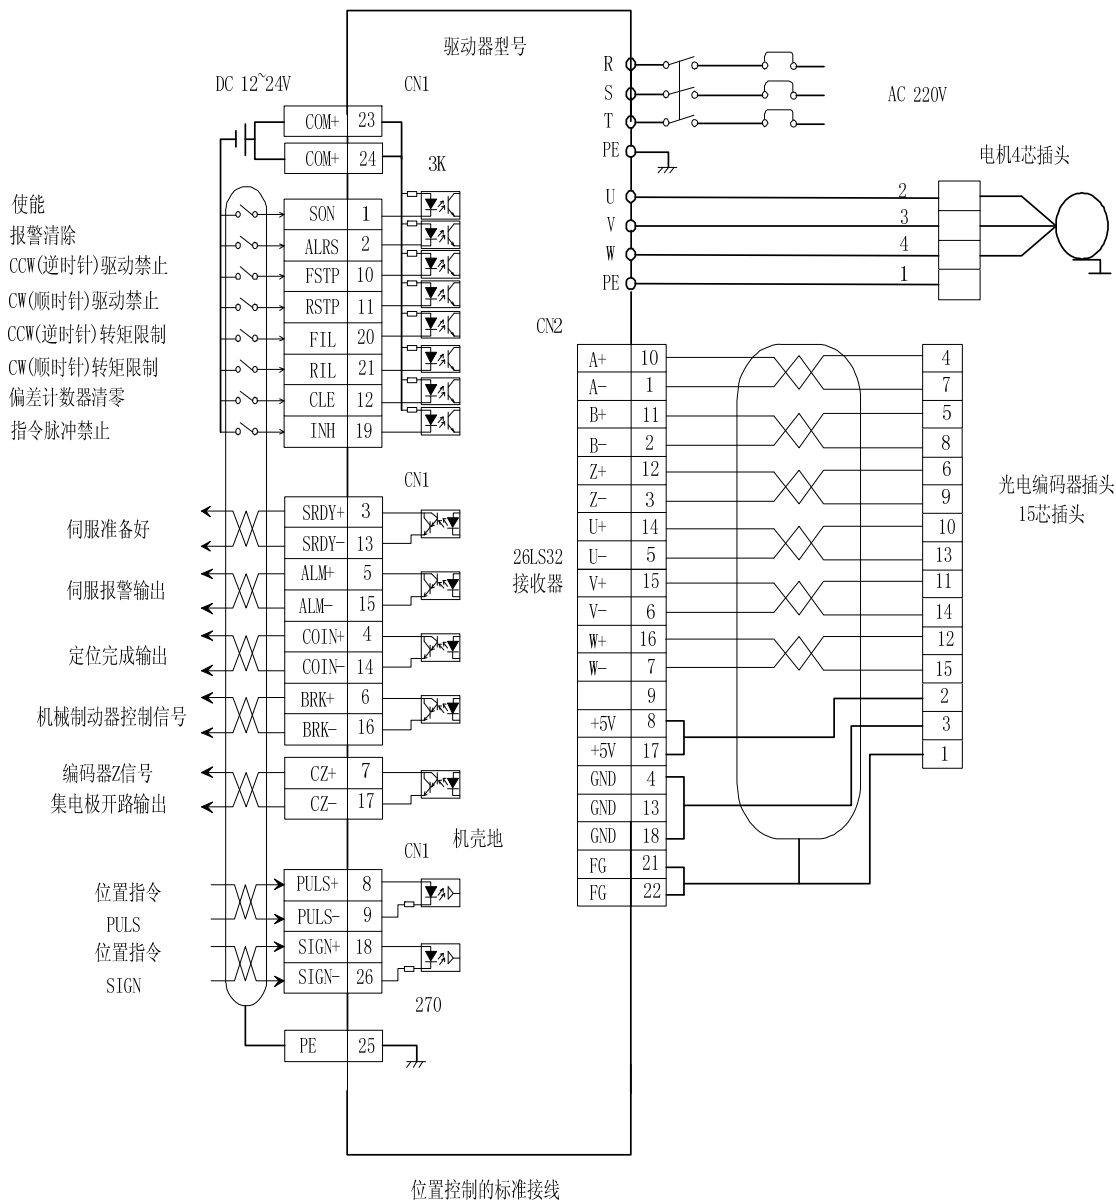 驱动器型号
DC 12~24V
CN1
COM+ 23
COM+ 24
3K
使能
SON 1
报警清除
ALRS 2
CCW(逆时针)驱动禁止
FSTP 10
CW(顺时针)驱动禁止
RSTP 11
CCW(逆时针)转矩限制
FIL 20
CW(顺时针)转矩限制
RIL 21
偏差计数器清零
CLE 12
指令脉冲禁止
INH 19
CN1
伺服准备好
SRDY+ 3
SRDY- 13
伺服报警输出
ALM+ 5
ALM- 15
定位完成输出
COIN+ 4
COIN- 14
机械制动器控制信号
BRK+ 6
BRK- 16
编码器Z信号
集电极开路输出
CZ+ 7
CZ- 17
机壳地
CN1
位置指令
PULS
PULS+ 8
PULS- 9
位置指令
SIGN
SIGN+ 18
SIGN- 26
270
PE 25
R
S
T
PE
AC 220V
电机4芯插头
U 2
V 3
W 4
PE 1
CN2
26LS32
接收器
A+ 10 4
A- 1 7
B+ 11 5
B- 2 8
Z+ 12 6
Z- 3 9
U+ 14 10
U- 5 13
V+ 15 11
V- 6 14
W+ 16 12
W- 7 15
9 2
+5V 8 3
+5V 17 1
GND 4
GND 13
GND 18
FG 21
FG 22
光电编码器插头
15芯插头
位置控制的标准接线